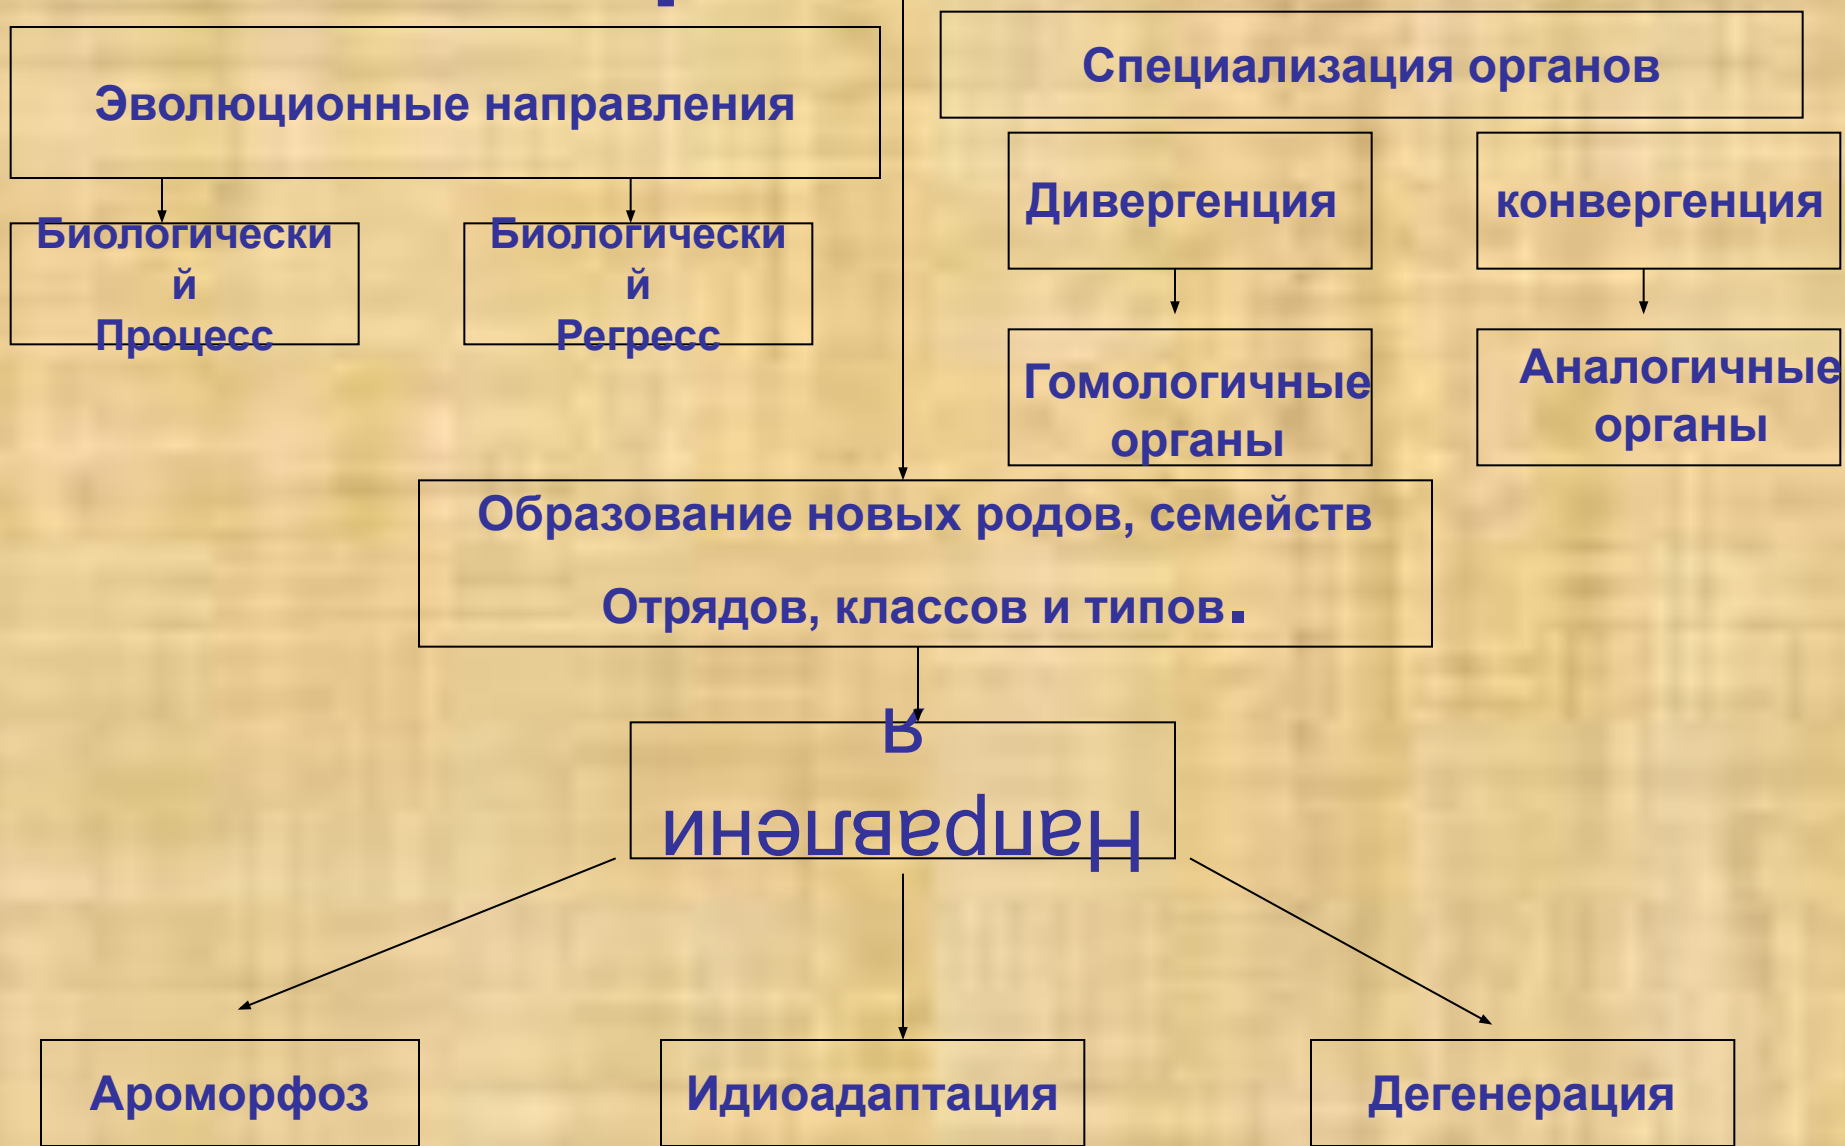 Эволюционные направления
Специализация органов
Биологически
й
Процесс
Биологически
й
Регресс
Дивергенция
конвергенция
Гомологичные
органы
Аналогичные
органы
Образование новых родов, семейств
Отрядов, классов и типов.
Направлени
я
Ароморфоз
Идиоадаптация
Дегенерация